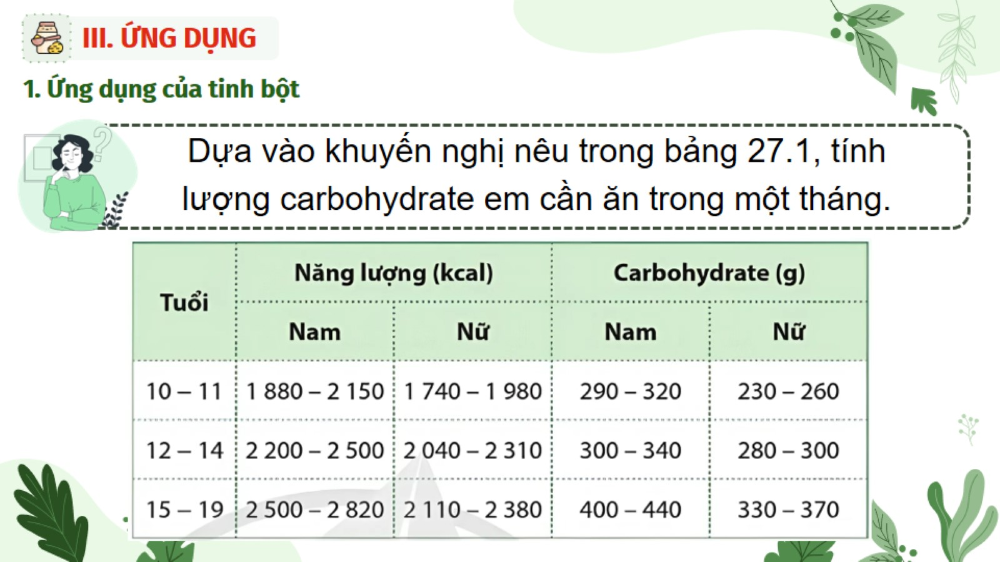 III. ỨNG DỤNG
1. Ứng dụng của tinh bột
Dựa vào khuyến nghị nêu trong bảng 27.1, tính
lượng carbohydrate em cần ăn trong một tháng.
Tuổi Năng lượng (kcal) Carbohydrate (g)
Nam Nữ Nam Nữ
10 – 11 1 880 – 2 150 1 740 – 1 980 290 – 320 230 – 260
12 – 14 2 200 – 2 500 2 040 – 2 310 300 – 340 280 – 300
15 – 19 2 500 – 2 820 2 110 – 2 380 400 – 440 330 – 370